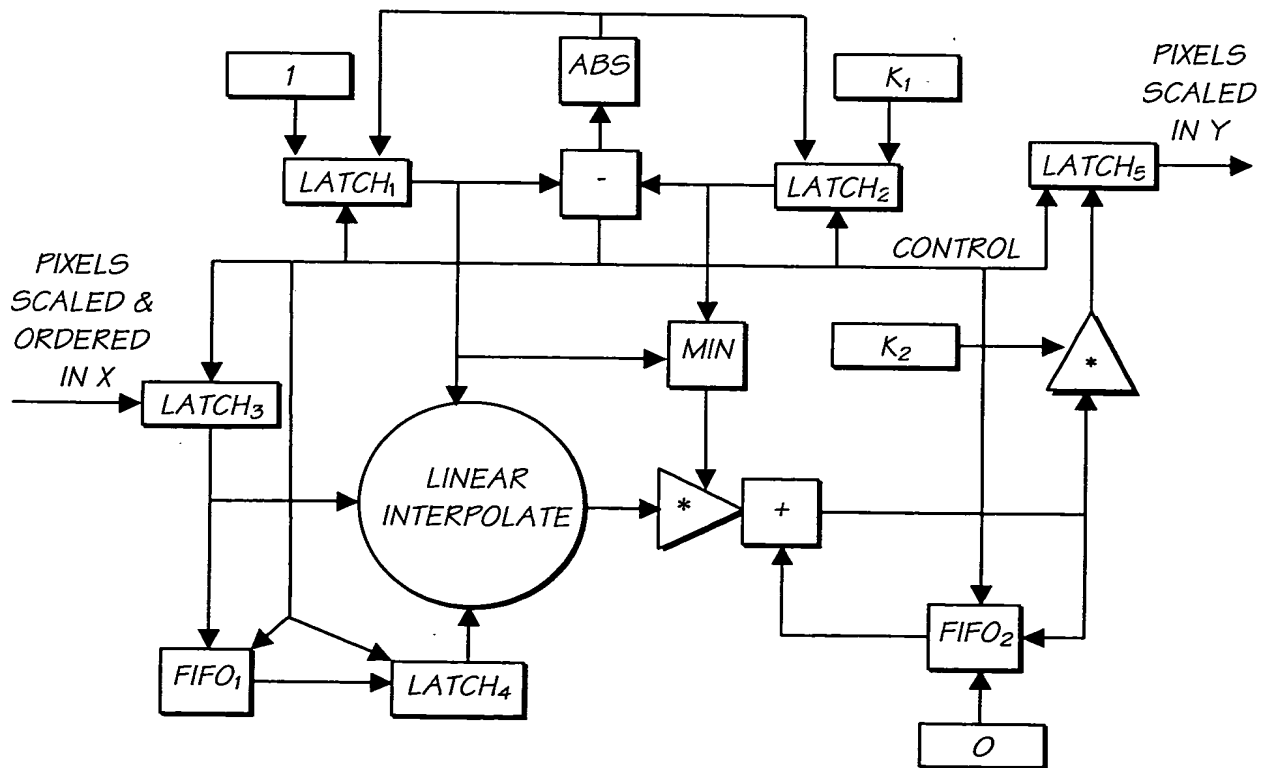 ABS
1
K₁
PIXELS
SCALED
IN Y
LATCH₁
-
LATCH₂
LATCH₅
CONTROL
PIXELS
SCALED &
ORDERED
IN X
MIN
K₂
*
LATCH₃
LINEAR
INTERPOLATE
*
+
FIFO₁
LATCH₄
FIFO₂
0